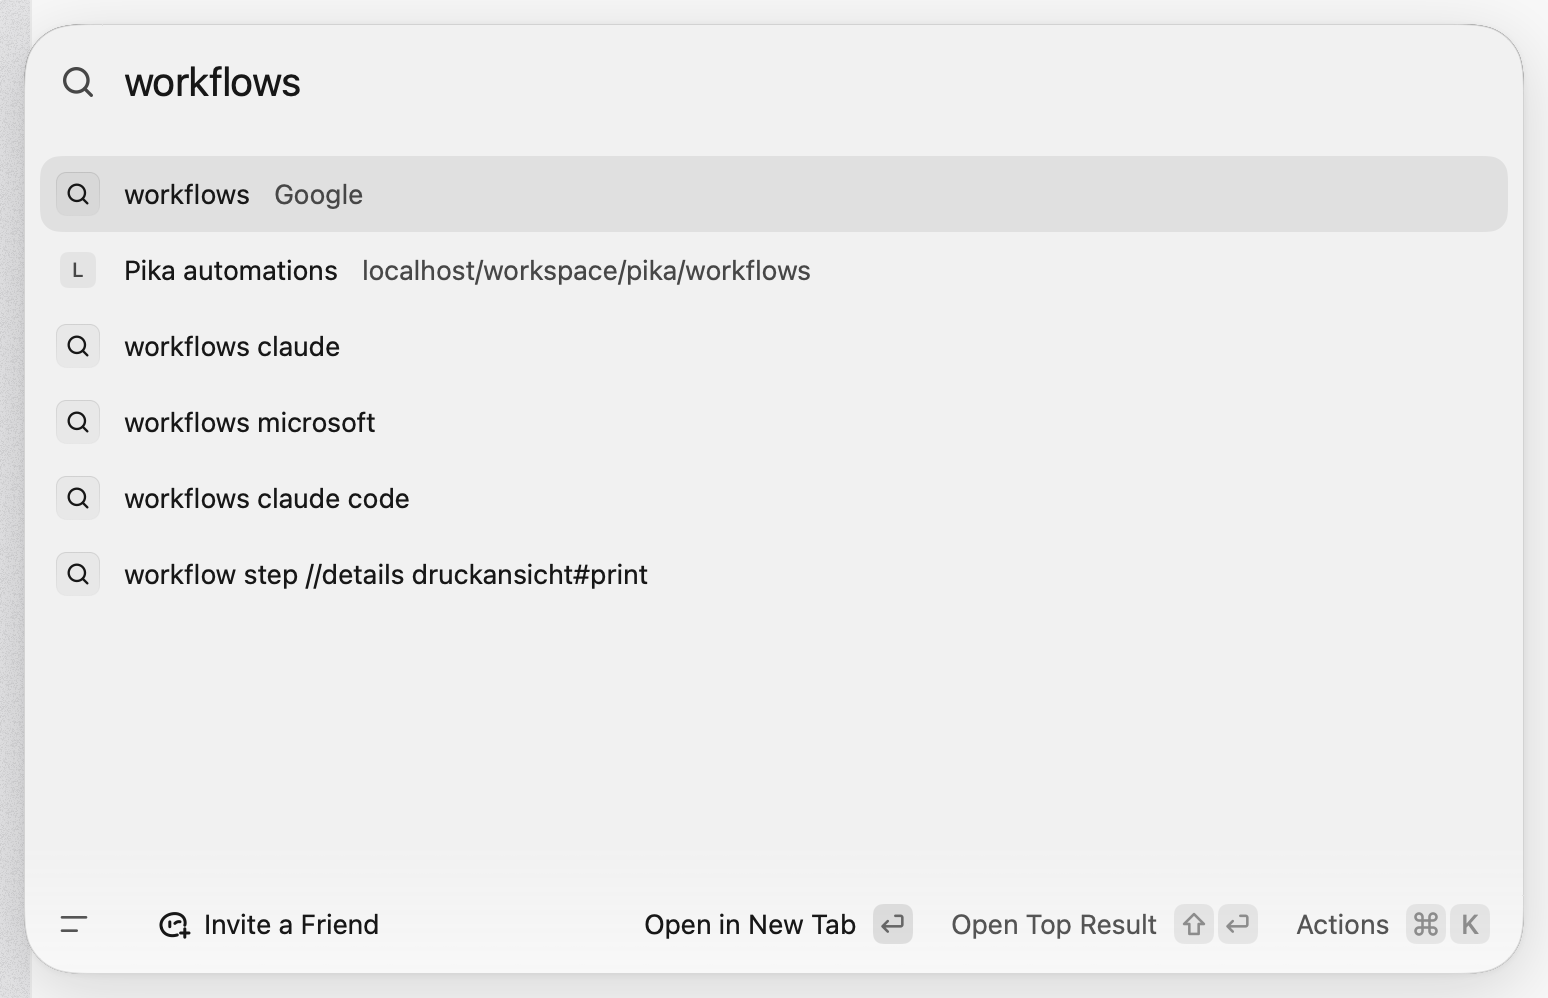 workflows
workflows Google
L Pika automations localhost/workspace/pika/workflows
workflows claude
workflows microsoft
workflows claude code
workflow step //details druckansicht#print
Invite a Friend Open in New Tab Open Top Result Actions ⌘ K